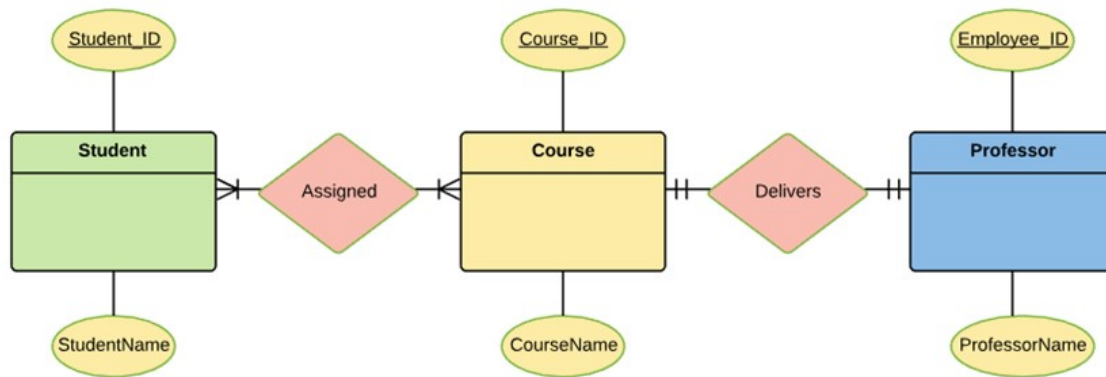 Student_ID
Course_ID
Employee_ID
Student
Course
Professor
Assigned
Delivers
StudentName
CourseName
ProfessorName